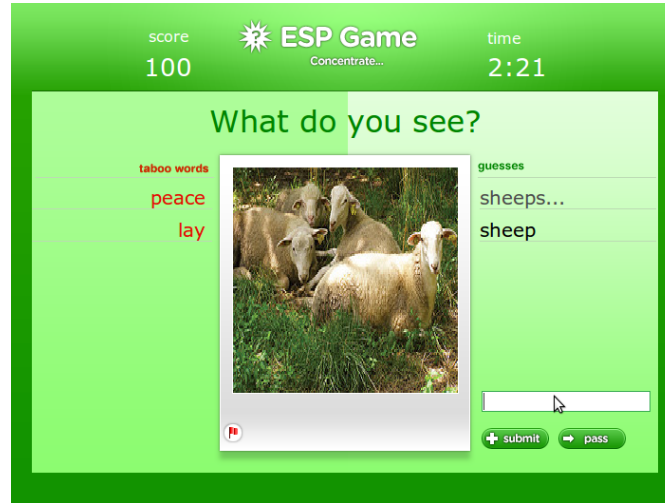 score
ESP Game
time
100
Concentrate...
2:21
What do you see?
taboo words
guesses
peace
sheeps...
lay
sheep
submit
pass